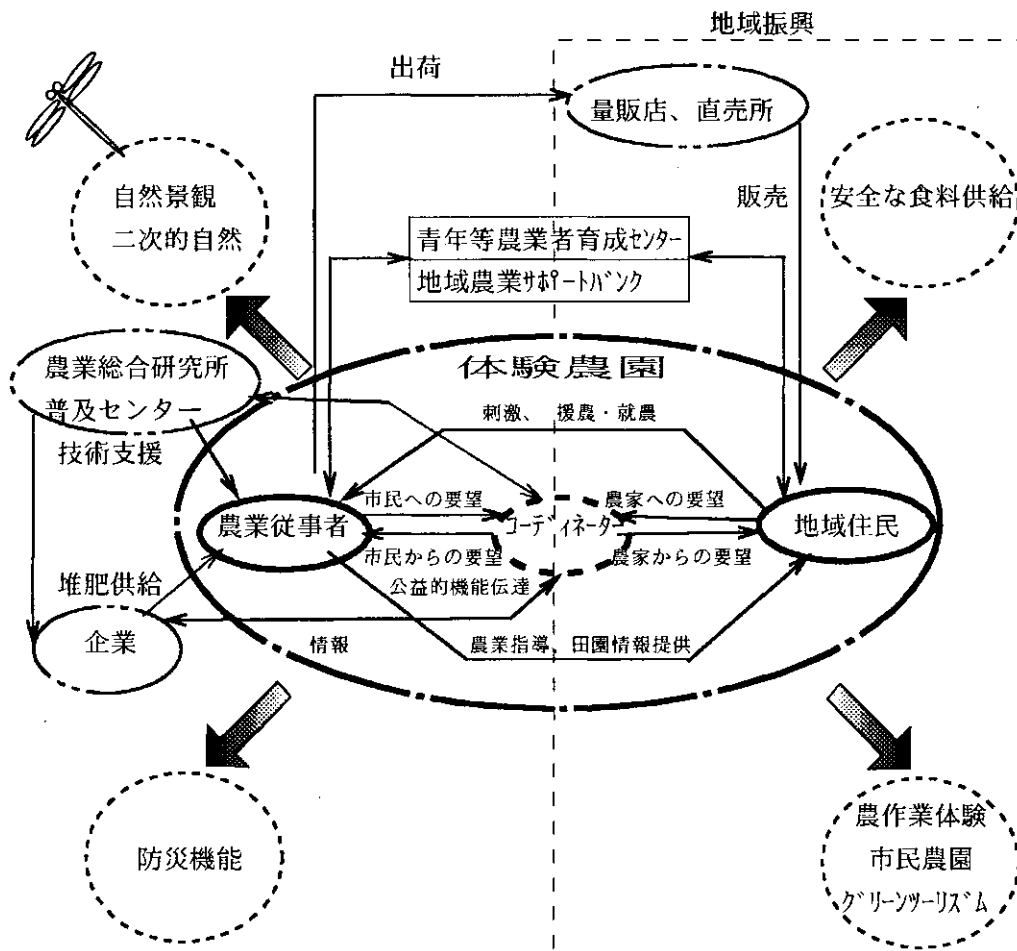 地域振興
出荷
量販店、直売所
自然景観
二次的自然
販売
安全な食料供給
青年等農業者育成ｾﾝﾀｰ
地域農業ｻﾎﾟｰﾄﾊﾞﾝｸ
体験農園
農業総合研究所
普及センター
刺激、援農・就農
技術支援
市民への要望
農家への要望
農業従事者
ｺｰﾃﾞｨﾈｰﾀｰ
地域住民
市民からの要望
農家からの要望
堆肥供給
公益的機能伝達
企業
情報
農業指導、田園情報提供
防災機能
農作業体験
市民農園
ｸﾞﾘｰﾝﾂｰﾘｽﾞﾑ